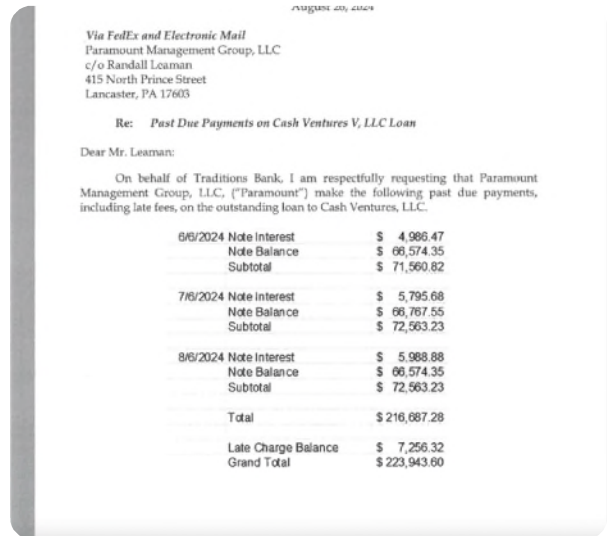 August 20, 2024
Via FedEx and Electronic Mail
Paramount Management Group, LLC
c/o Randall Leaman
415 North Prince Street
Lancaster, PA 17603
Re: Past Due Payments on Cash Ventures V, LLC Loan
Dear Mr. Leaman:
On behalf of Traditions Bank, I am respectfully requesting that Paramount
Management Group, LLC, ("Paramount") make the following past due payments,
including late fees, on the outstanding loan to Cash Ventures, LLC.
6/6/2024 Note Interest $ 4,986.47
Note Balance $ 66,574.35
Subtotal $ 71,560.82
7/6/2024 Note Interest $ 5,795.68
Note Balance $ 66,767.55
Subtotal $ 72,563.23
8/6/2024 Note Interest $ 5,988.88
Note Balance $ 66,574.35
Subtotal $ 72,563.23
Total $ 216,687.28
Late Charge Balance $ 7,256.32
Grand Total $ 223,943.60